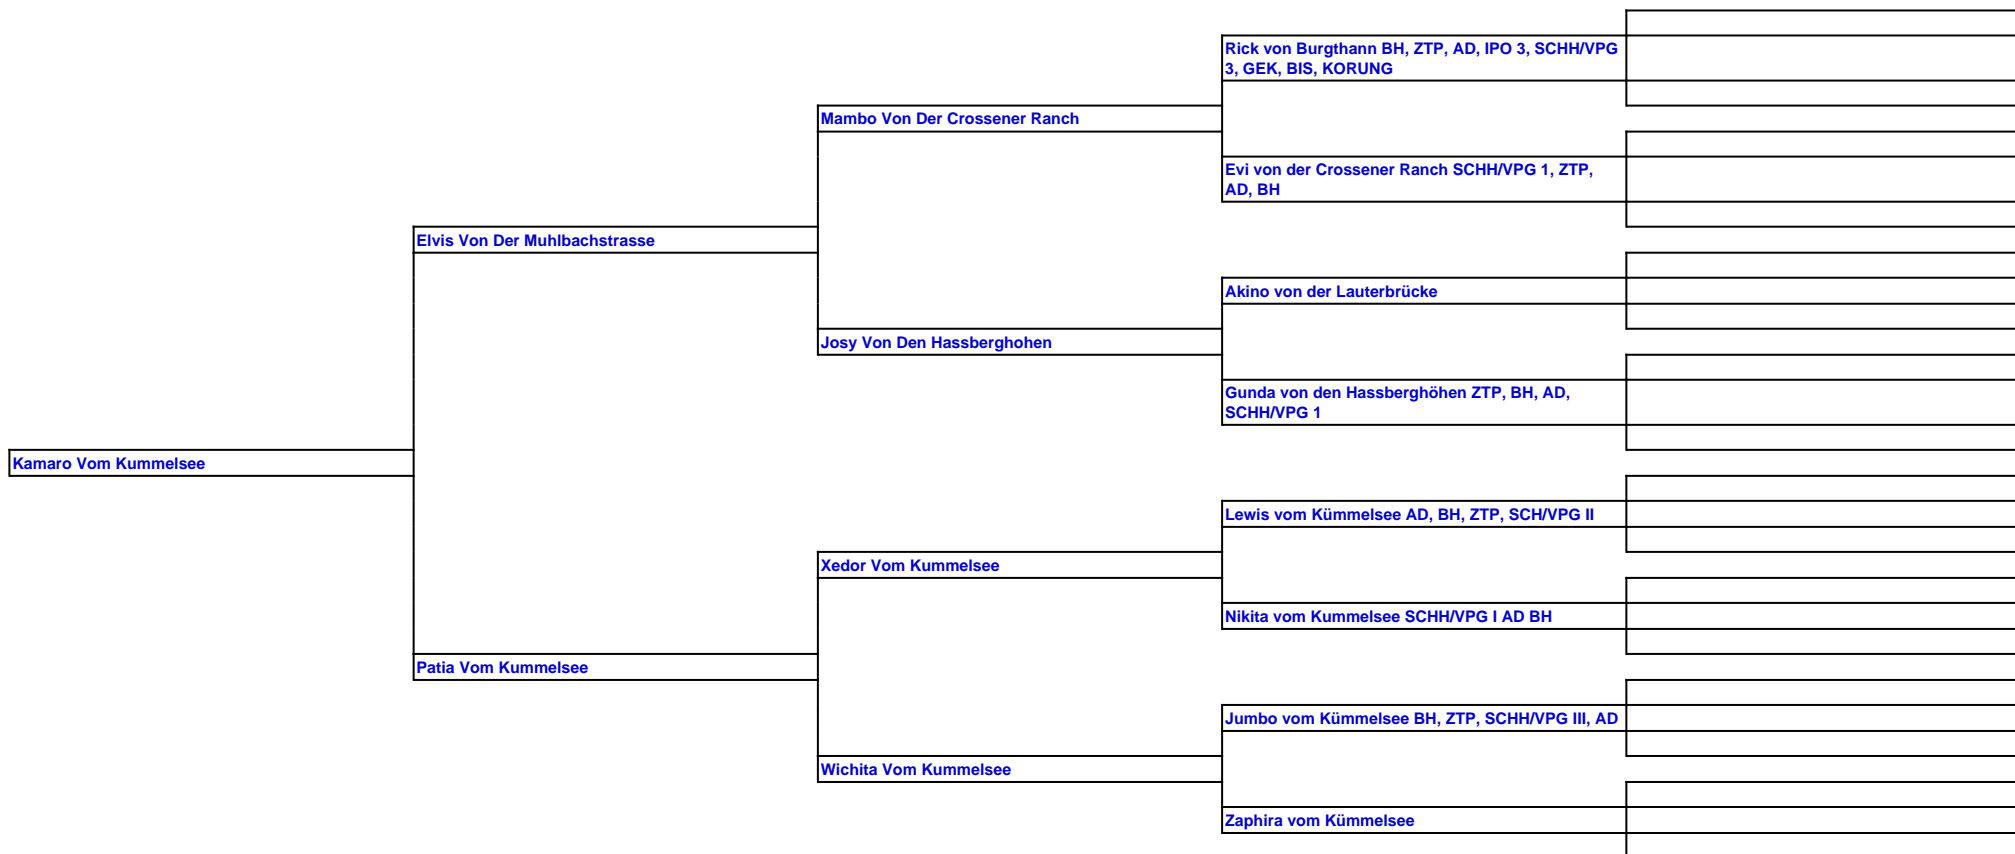 Rick von Burgthann BH, ZTP, AD, IPO 3, SCHH/VPG
3, GEK, BIS, KORUNG
Mambo Von Der Crossener Ranch
Evi von der Crossener Ranch SCHH/VPG 1, ZTP,
AD, BH
Elvis Von Der Muhlbachstrasse
Akino von der Lauterbrücke
Josy Von Den Hassberghohen
Gunda von den Hassberghöhen ZTP, BH, AD,
SCHH/VPG 1
Kamaro Vom Kummelsee
Lewis vom Kümmelsee AD, BH, ZTP, SCH/VPG II
Xedor Vom Kummelsee
Nikita vom Kummelsee SCHH/VPG I AD BH
Patia Vom Kummelsee
Jumbo vom Kümmelsee BH, ZTP, SCHH/VPG III, AD
Wichita Vom Kummelsee
Zaphira vom Kümmelsee